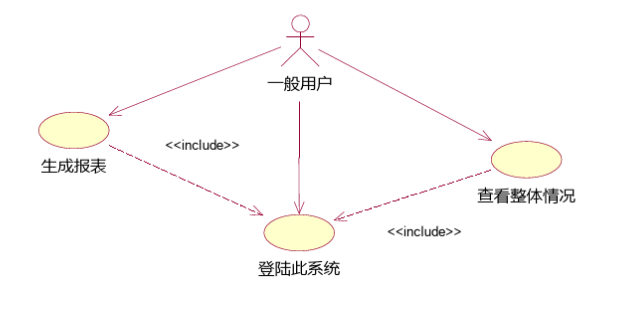 一般用户
<<include>>
生成报表
查看整体情况
<<include>>
登陆此系统